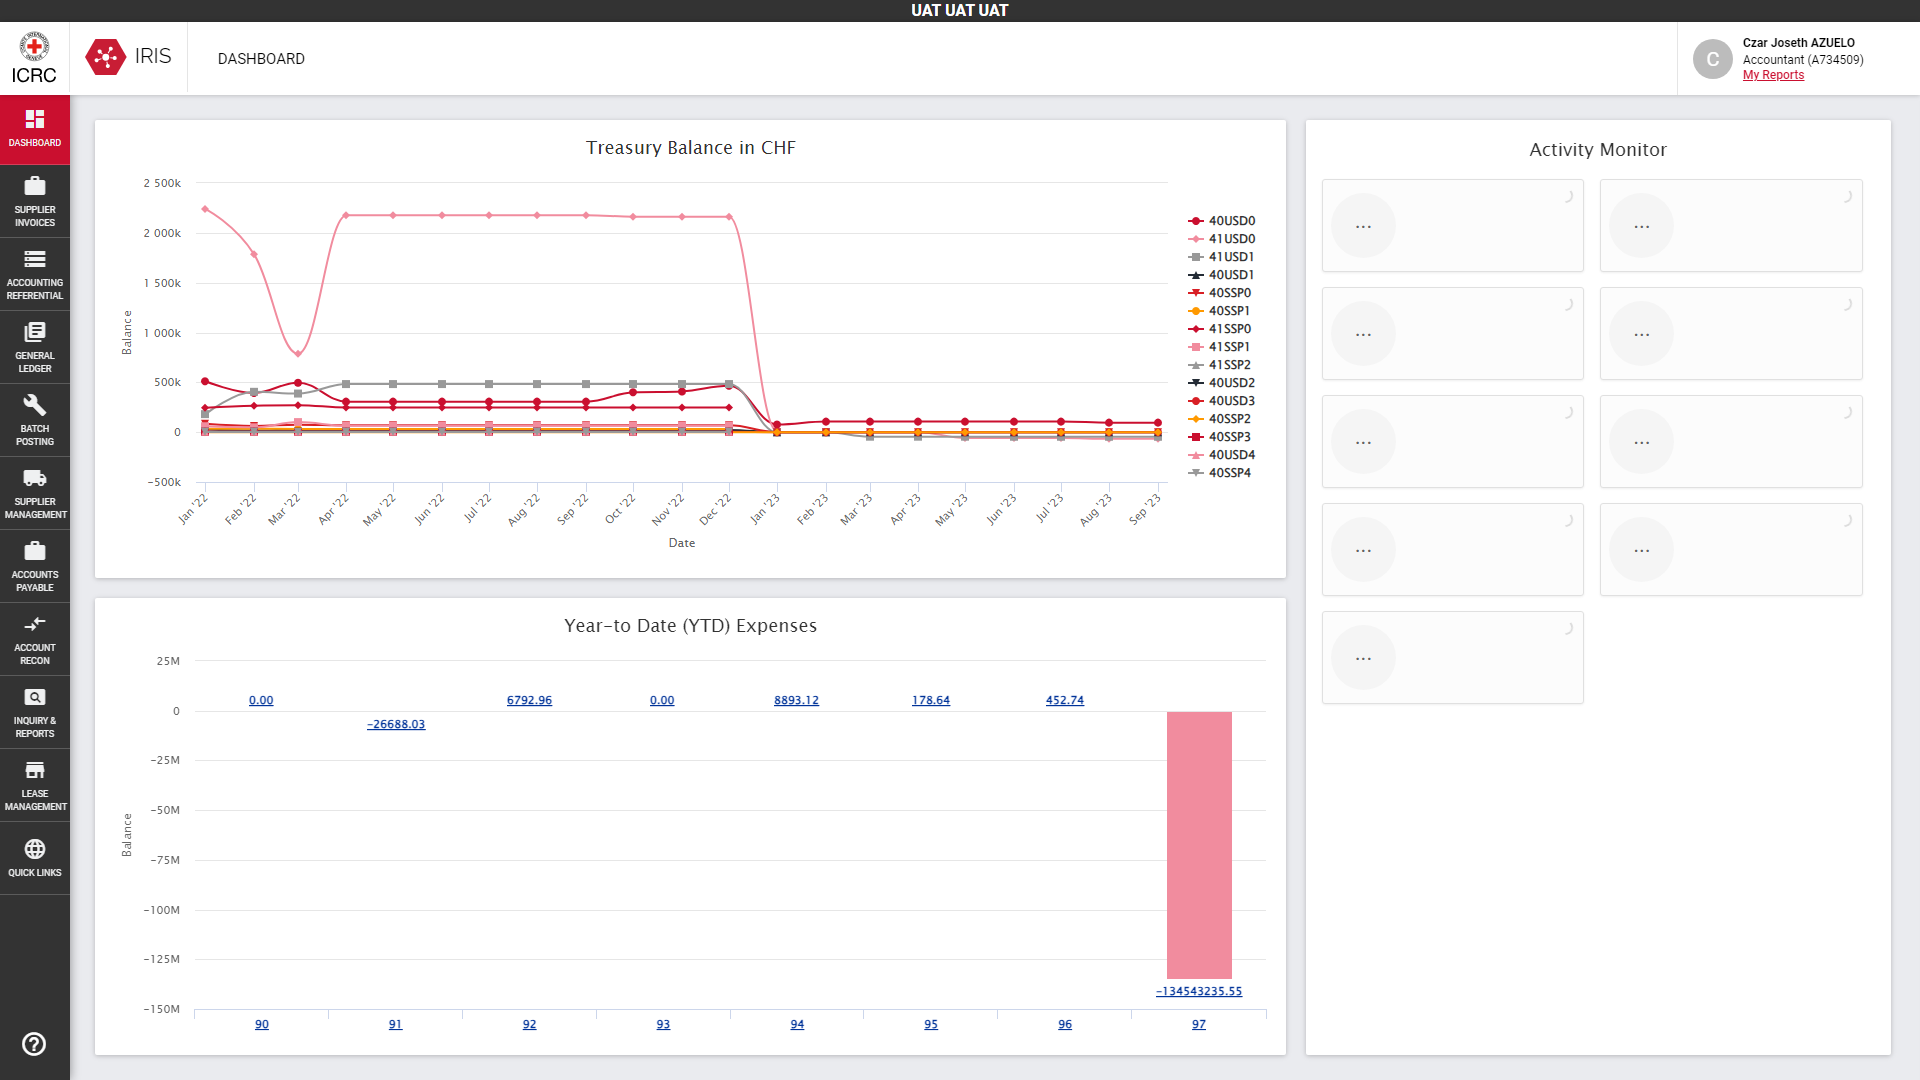 UAT UAT UAT
ICRC
IRIS
DASHBOARD
C
Czar Joseth AZUELO
Accountant (A734509)
My Reports
DASHBOARD
SUPPLIER
INVOICES
ACCOUNTING
REFERENTIAL
GENERAL
LEDGER
BATCH
POSTING
SUPPLIER
MANAGEMENT
ACCOUNTS
PAYABLE
ACCOUNT
RECON
INQUIRY &
REPORTS
LEASE
MANAGEMENT
QUICK LINKS
Treasury Balance in CHF
Balance
2 500k
2 000k
1 500k
1 000k
500k
0
−500k
Jan '22
Feb '22
Mar '22
Apr '22
May '22
Jun '22
Jul '22
Aug '22
Sep '22
Oct '22
Nov '22
Dec '22
Jan '23
Feb '23
Mar '23
Apr '23
May '23
Jun '23
Jul '23
Aug '23
Sep '23
Date
40USD0
41USD0
41USD1
40USD1
40SSP0
40SSP1
41SSP0
41SSP1
41SSP2
40USD2
40USD3
40SSP2
40SSP3
40USD4
40SSP4
Year−to Date (YTD) Expenses
Balance
25M
0
−25M
−50M
−75M
−100M
−125M
−150M
0.00
−26688.03
6792.96
0.00
8893.12
178.64
452.74
−134543235.55
90
91
92
93
94
95
96
97
Activity Monitor
...
...
...
...
...
...
...
...
...